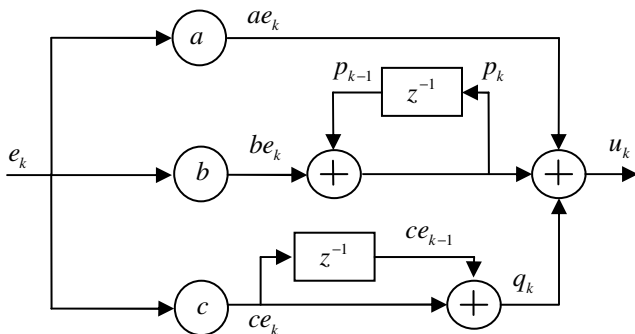 a
ae_k
p_{k-1}
z^{-1}
p_k
e_k
b
be_k
+
+
u_k
z^{-1}
ce_{k-1}
c
ce_k
+
q_k